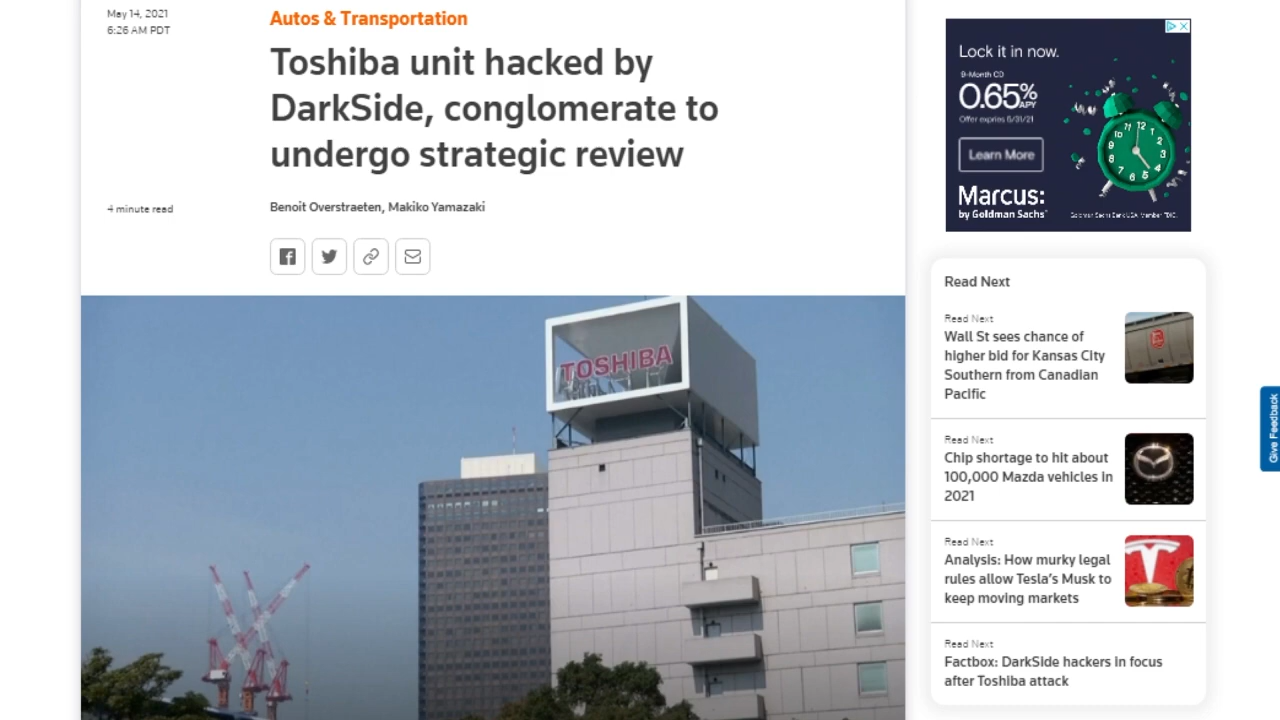 May 14, 2021
6:26 AM PDT
Autos & Transportation
Toshiba unit hacked by
DarkSide, conglomerate to
undergo strategic review
4 minute read
Benoit Overstraeten, Makiko Yamazaki
TOSHIBA
Lock it in now.
9-Month CD
0.65% APY
Learn More
Marcus:
by Goldman Sachs
Read Next
Read Next
Wall St sees chance of
higher bid for Kansas City
Southern from Canadian
Pacific
Read Next
Chip shortage to hit about
100,000 Mazda vehicles in
2021
Read Next
Analysis: How murky legal
rules allow Tesla's Musk to
keep moving markets
Read Next
Factbox: DarkSide hackers in focus
after Toshiba attack
Give Feedback